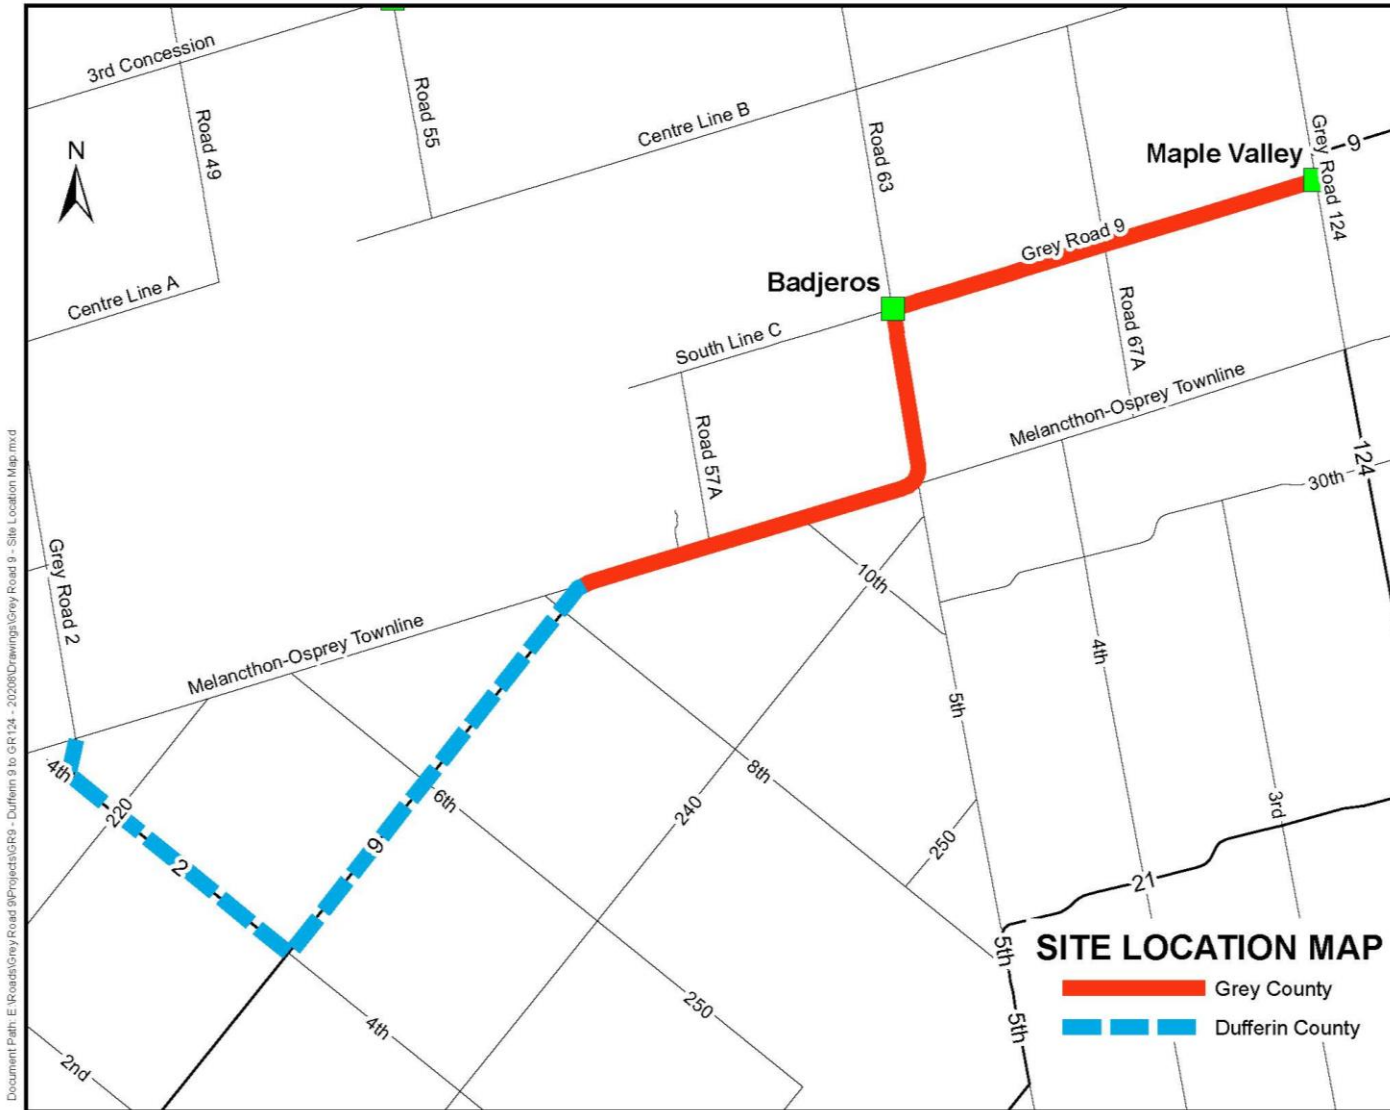 3rd Concession
Road 49
Road 55
Centre Line B
Road 63
Grey Road 124
9
Maple Valley
N
Grey Road 9
Centre Line A
Badjeros
South Line C
Road 67A
Road 57A
Melancthon-Osprey Townline
124
30th
Grey Road 2
10th
Melancthon-Osprey Townline
4th
5th
4th
220
6th
8th
240
3rd
9
2
250
21
5th
SITE LOCATION MAP
Grey County
250
4th
5th
Dufferin County
2nd
Document Path: E:\Roads\Grey Road 9\Projects\GR9 - Dufferin 9 to GR124 - 20208\Drawings\Grey Road 9 - Site Location Map.mxd